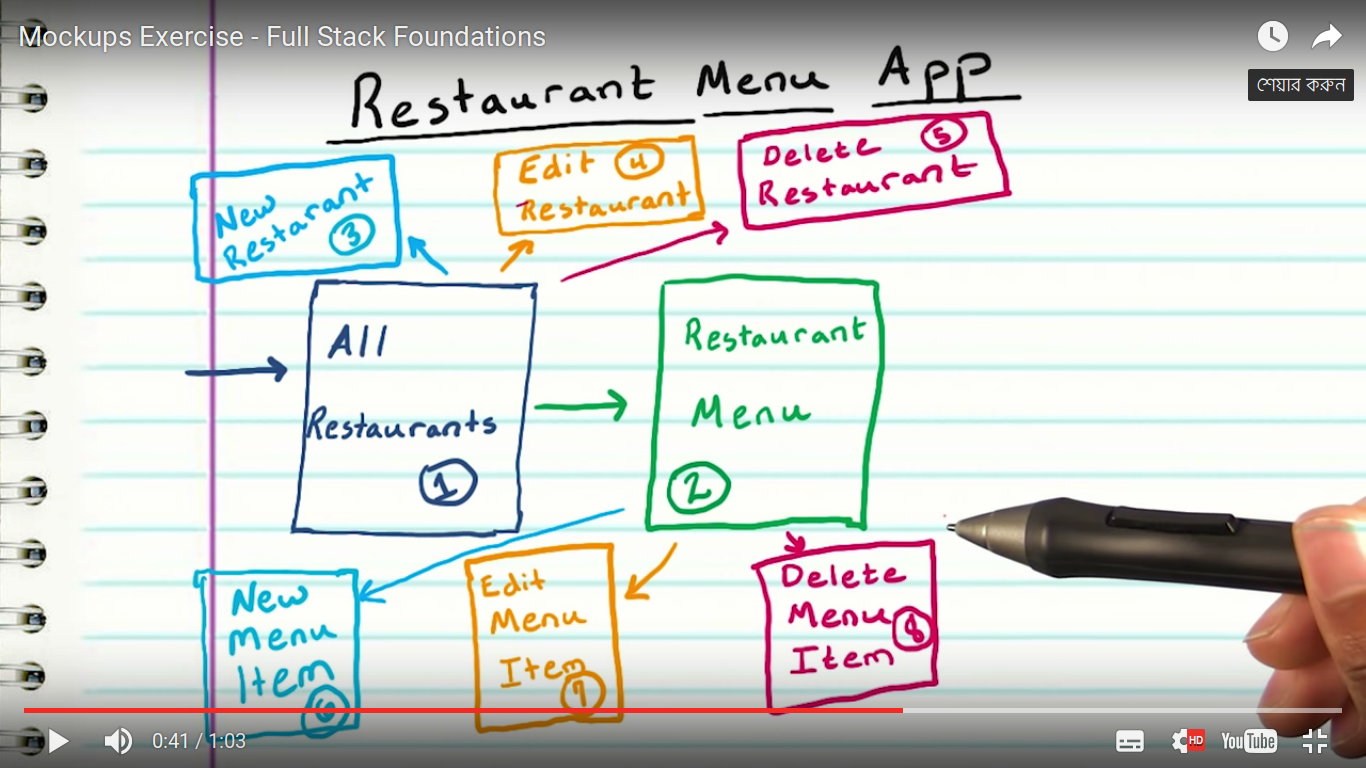 Mockups Exercise - Full Stack Foundations
শেয়ার করুন
Restaurant Menu App
New
Restarant
3
Edit 4
Restaurant
Delete 5
Restaurant
All
Restaurants
1
Restaurant
Menu
2
New
Menu
Item
6
Edit
Menu
Item
7
Delete
Menu
Item
8
0:41 / 1:03
HD
YouTube